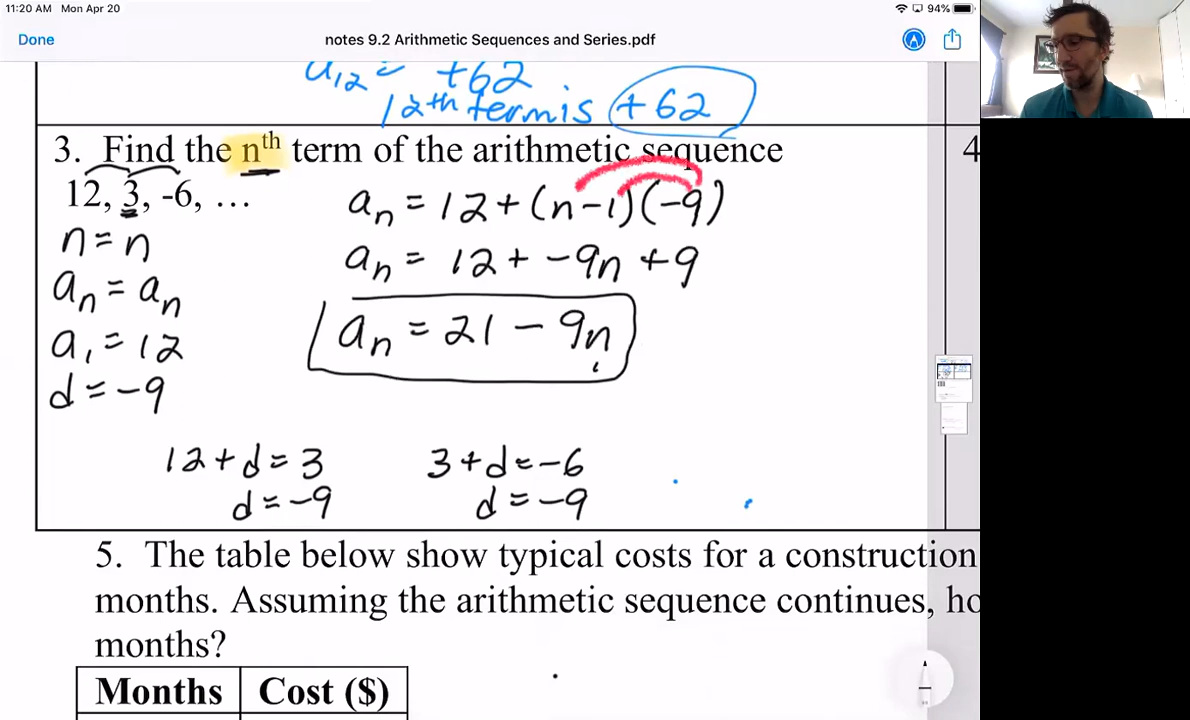 11:20 AM Mon Apr 20
94%
Done
notes 9.2 Arithmetic Sequences and Series.pdf
a₁₂ = +62
12th term is +62
3. Find the nth term of the arithmetic sequence
4
12, 3, -6, …
n = n
aₙ = aₙ
a₁ = 12
d = -9
aₙ = 12 + (n-1)(-9)
aₙ = 12 + -9n + 9
aₙ = 21 - 9n
12 + d = 3
d = -9
3 + d = -6
d = -9
5. The table below show typical costs for a construction
months. Assuming the arithmetic sequence continues, ho
months?
Months Cost ($)